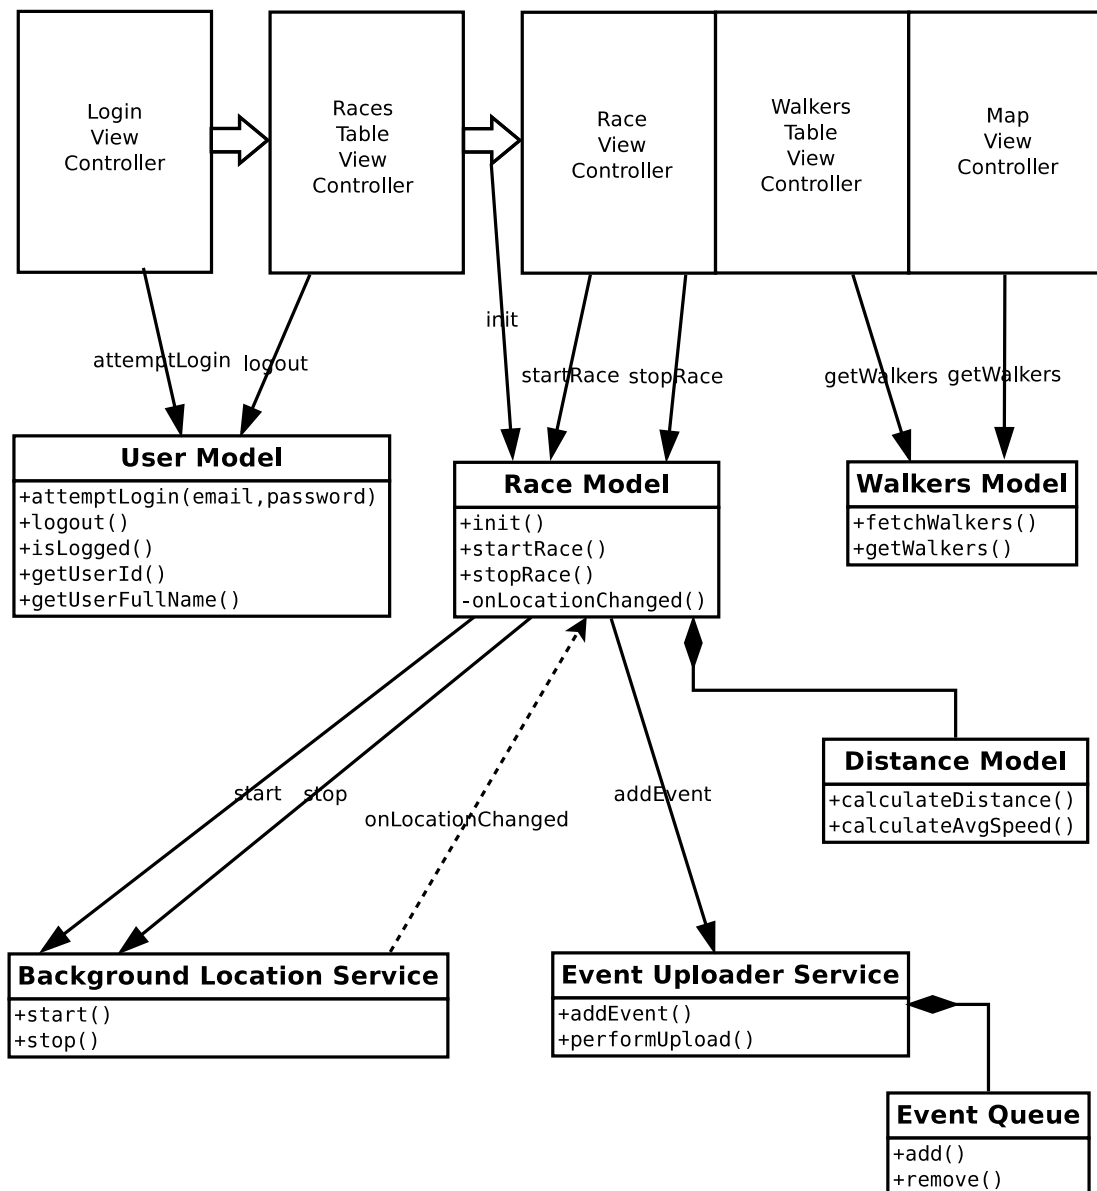 Login
View
Controller
Races
Table
View
Controller
Race
View
Controller
Walkers
Table
View
Controller
Map
View
Controller
init
attemptLogin
logout
startRace
stopRace
getWalkers
getWalkers
User Model
+attemptLogin(email,password)
+logout()
+isLogged()
+getUserId()
+getUserFullName()
Race Model
+init()
+startRace()
+stopRace()
-onLocationChanged()
Walkers Model
+fetchWalkers()
+getWalkers()
Distance Model
+calculateDistance()
+calculateAvgSpeed()
start
stop
addEvent
onLocationChanged
Background Location Service
+start()
+stop()
Event Uploader Service
+addEvent()
+performUpload()
Event Queue
+add()
+remove()